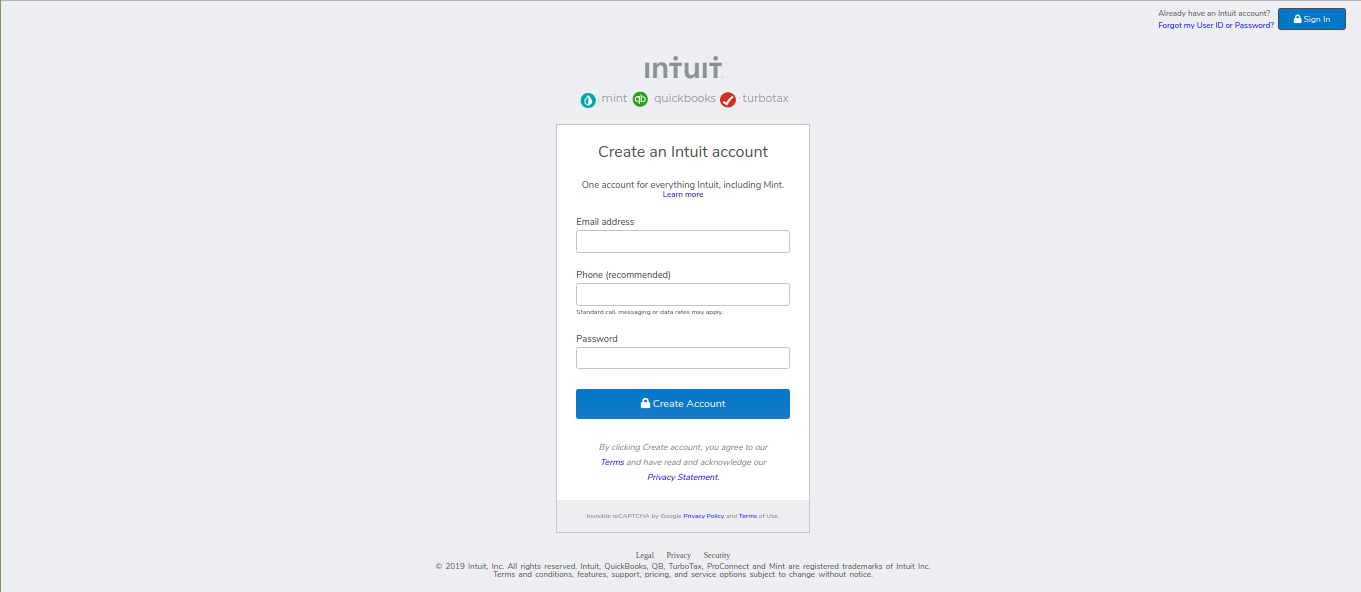 Already have an Intuit account?
Forgot my User ID or Password?
Sign In
intuit
mint quickbooks turbotax
Create an Intuit account
One account for everything Intuit, including Mint.
Learn more
Email address
Phone (recommended)
Standard call, messaging or data rates may apply.
Password
Create Account
By clicking Create account, you agree to our
Terms and have read and acknowledge our
Privacy Statement.
Invisible reCAPTCHA by Google Privacy Policy and Terms of Use.
Legal Privacy Security
© 2019 Intuit, Inc. All rights reserved. Intuit, QuickBooks, QB, TurboTax, ProConnect and Mint are registered trademarks of Intuit Inc.
Terms and conditions, features, support, pricing, and service options subject to change without notice.